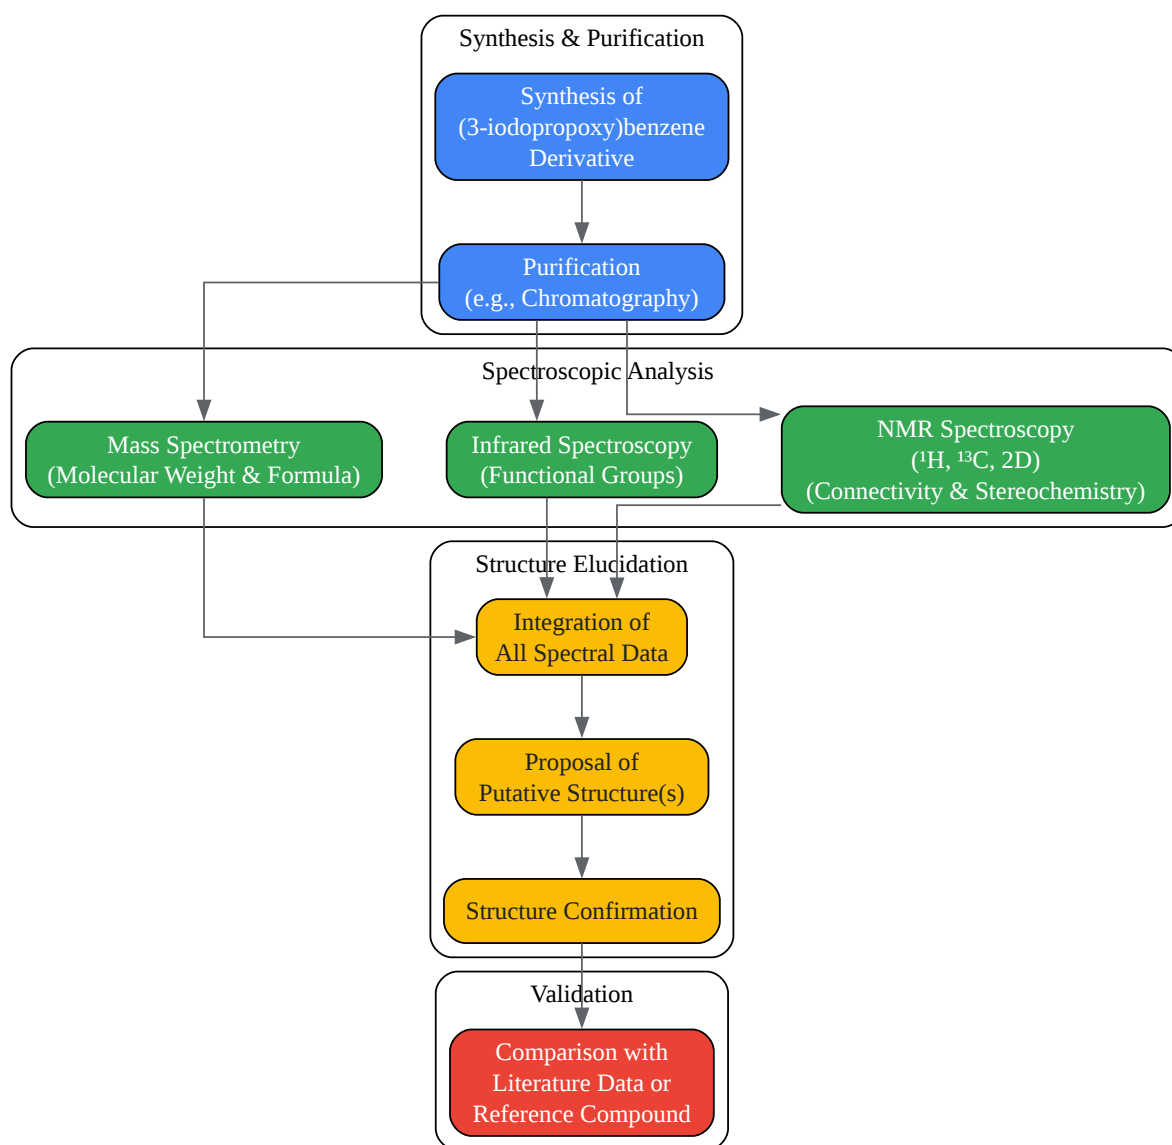 Synthesis & Purification
Synthesis of
(3-iodopropoxy)benzene
Derivative
Purification
(e.g., Chromatography)
Spectroscopic Analysis
Mass Spectrometry
(Molecular Weight & Formula)
Infrared Spectroscopy
(Functional Groups)
NMR Spectroscopy
(¹H, ¹³C, 2D)
(Connectivity & Stereochemistry)
Structure Elucidation
Integration of
All Spectral Data
Proposal of
Putative Structure(s)
Structure Confirmation
Validation
Comparison with
Literature Data or
Reference Compound